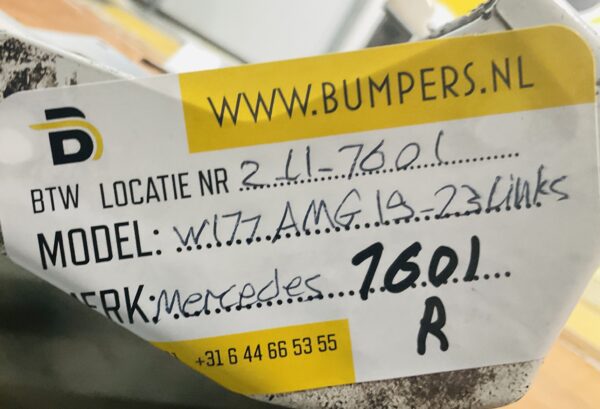 WWW.BUMPERS.NL
BTW LOCATIE NR 2-11-7601
MODEL: W177 AMG 19-23 Links
ERK: Mercedes 7601
R
+31 6 44 66 53 55